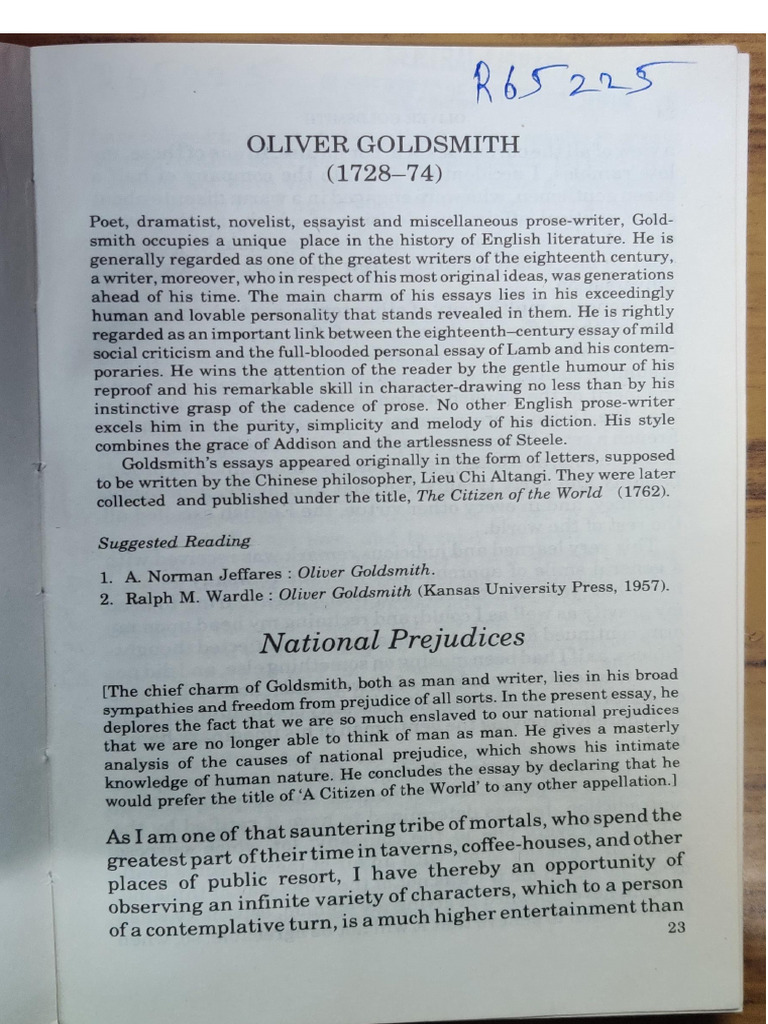 R65225
OLIVER GOLDSMITH
(1728–74)
Poet, dramatist, novelist, essayist and miscellaneous prose-writer, Gold-
smith occupies a unique place in the history of English literature. He is
generally regarded as one of the greatest writers of the eighteenth century,
a writer, moreover, who in respect of his most original ideas, was generations
ahead of his time. The main charm of his essays lies in his exceedingly
human and lovable personality that stands revealed in them. He is rightly
regarded as an important link between the eighteenth–century essay of mild
social criticism and the full-blooded personal essay of Lamb and his contem-
poraries. He wins the attention of the reader by the gentle humour of his
reproof and his remarkable skill in character-drawing no less than by his
instinctive grasp of the cadence of prose. No other English prose-writer
excels him in the purity, simplicity and melody of his diction. His style
combines the grace of Addison and the artlessness of Steele.
Goldsmith's essays appeared originally in the form of letters, supposed
to be written by the Chinese philosopher, Lieu Chi Altangi. They were later
collected and published under the title, The Citizen of the World (1762).
Suggested Reading
1. A. Norman Jeffares : Oliver Goldsmith.
2. Ralph M. Wardle : Oliver Goldsmith (Kansas University Press, 1957).
National Prejudices
[The chief charm of Goldsmith, both as man and writer, lies in his broad
sympathies and freedom from prejudice of all sorts. In the present essay, he
deplores the fact that we are so much enslaved to our national prejudices
that we are no longer able to think of man as man. He gives a masterly
analysis of the causes of national prejudice, which shows his intimate
knowledge of human nature. He concludes the essay by declaring that he
would prefer the title of 'A Citizen of the World' to any other appellation.]
As I am one of that sauntering tribe of mortals, who spend the
greatest part of their time in taverns, coffee-houses, and other
places of public resort, I have thereby an opportunity of
observing an infinite variety of characters, which to a person
of a contemplative turn, is a much higher entertainment than
23